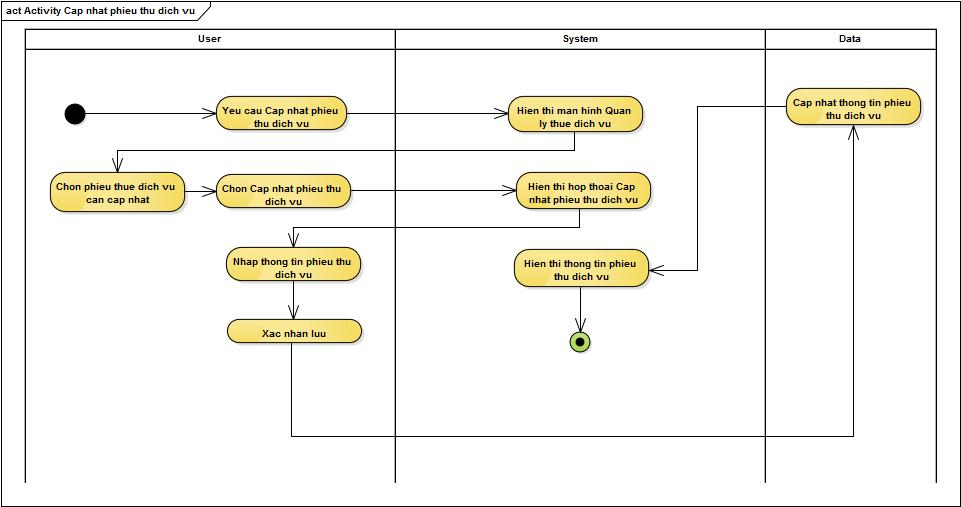 act Activity Cap nhat phieu thu dich vu
User
System
Data
Yeu cau Cap nhat phieu
thu dich vu
Hien thi man hinh Quan
ly thue dich vu
Cap nhat thong tin phieu
thu dich vu
Chon phieu thue dich vu
can cap nhat
Chon Cap nhat phieu thu
dich vu
Hien thi hop thoai Cap
nhat phieu thu dich vu
Nhap thong tin phieu thu
dich vu
Hien thi thong tin phieu
thu dich vu
Xac nhan luu